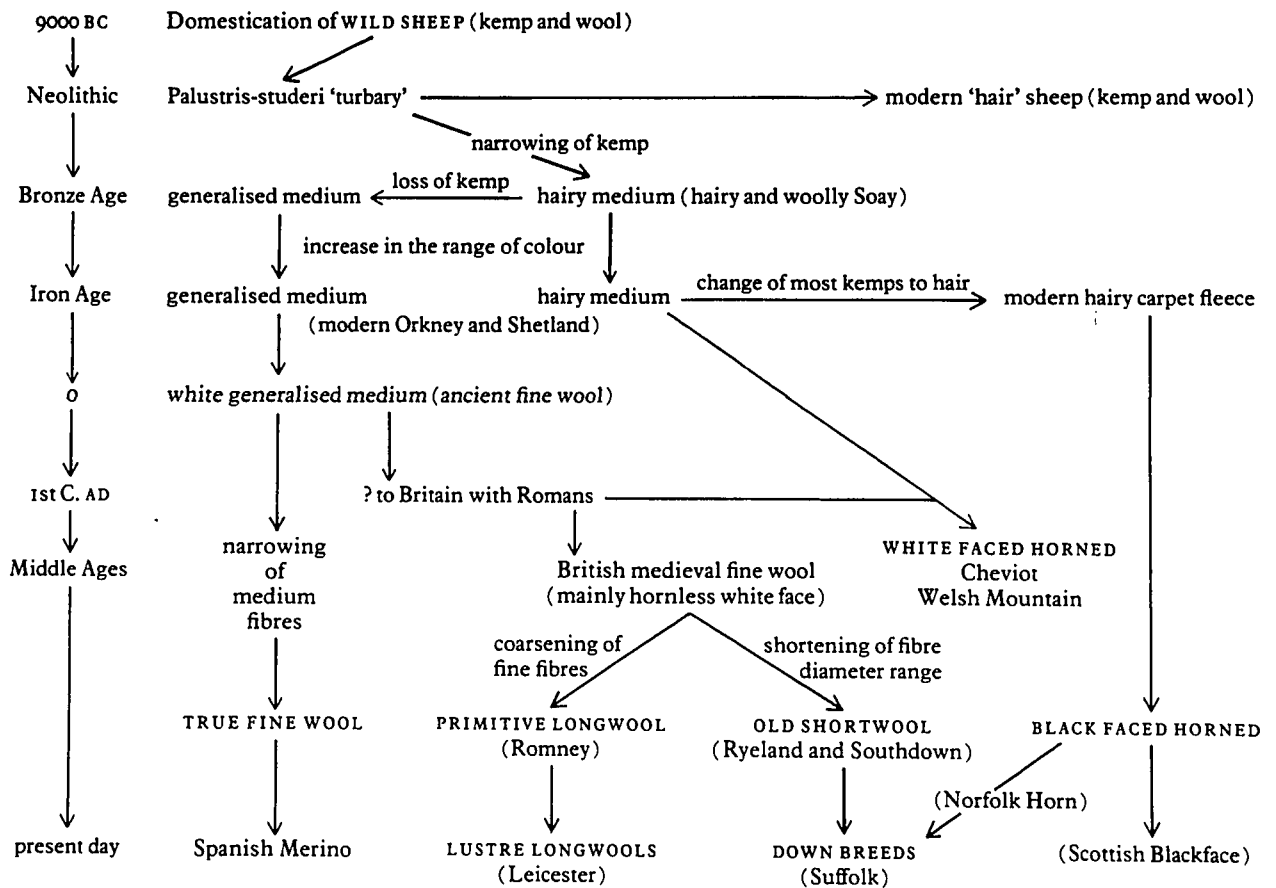 9000 BC Domestication of WILD SHEEP (kemp and wool)
Neolithic Palustris-studeri 'turbary' modern 'hair' sheep (kemp and wool)
narrowing of kemp
loss of kemp
Bronze Age generalised medium hairy medium (hairy and woolly Soay)
increase in the range of colour
change of most kemps to hair
Iron Age generalised medium hairy medium modern hairy carpet fleece
(modern Orkney and Shetland)
0 white generalised medium (ancient fine wool)
1st C. AD ? to Britain with Romans
narrowing
of
medium
fibres
WHITE FACED HORNED
Cheviot
Welsh Mountain
Middle Ages British medieval fine wool
(mainly hornless white face)
coarsening of
fine fibres
shortening of fibre
diameter range
TRUE FINE WOOL PRIMITIVE LONGWOOL OLD SHORTWOOL BLACK FACED HORNED
(Romney) (Ryeland and Southdown)
(Norfolk Horn)
present day Spanish Merino LUSTRE LONGWOOLS DOWN BREEDS (Scottish Blackface)
(Leicester) (Suffolk)